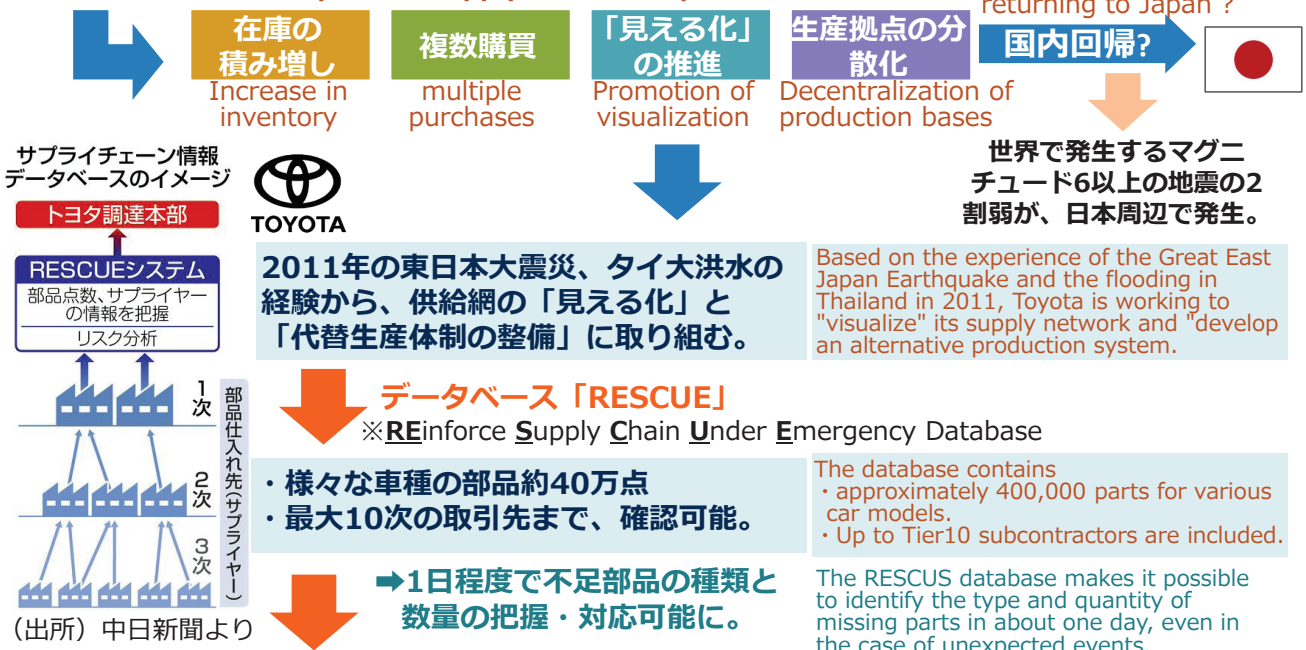 returning to Japan ?
在庫の
積み増し
Increase in
inventory
複数購買
multiple
purchases
「見える化」
の推進
Promotion of
visualization
生産拠点の分
散化
Decentralization of
production bases
国内回帰?
世界で発生するマグニ
チュード6以上の地震の2
割弱が、日本周辺で発生。
サプライチェーン情報
データベースのイメージ
トヨタ調達本部
RESCUEシステム
部品点数、サプライヤー
の情報を把握
リスク分析
1次
2次
3次
部品仕入れ先(サプライヤー)
(出所)中日新聞より
TOYOTA
2011年の東日本大震災、タイ大洪水の
経験から、供給網の「見える化」と
「代替生産体制の整備」に取り組む。
Based on the experience of the Great East
Japan Earthquake and the flooding in
Thailand in 2011, Toyota is working to
"visualize" its supply network and "develop
an alternative production system.
データベース「RESCUE」
※REinforce Supply Chain Under Emergency Database
・様々な車種の部品約40万点
・最大10次の取引先まで、確認可能。
The database contains
・approximately 400,000 parts for various
car models.
・Up to Tier10 subcontractors are included.
➡1日程度で不足部品の種類と
数量の把握・対応可能に。
The RESCUS database makes it possible
to identify the type and quantity of
missing parts in about one day, even in
the case of unexpected events